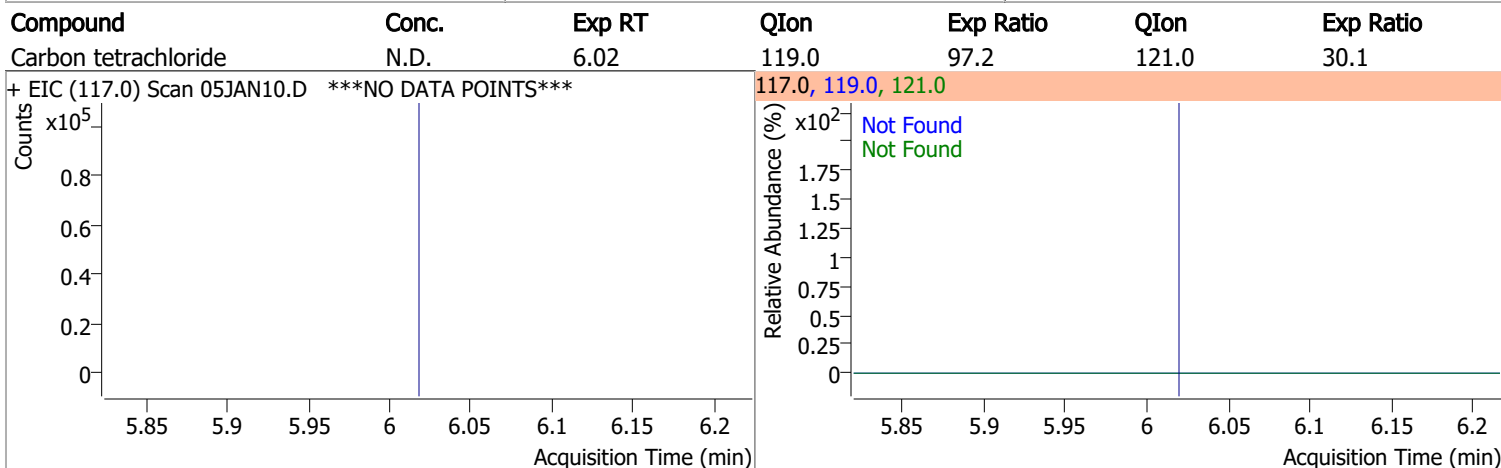 Compound Conc. Exp RT QIon Exp Ratio QIon Exp Ratio
Carbon tetrachloride N.D. 6.02 119.0 97.2 121.0 30.1
+ EIC (117.0) Scan 05JAN10.D ***NO DATA POINTS***
Counts
x10⁵
0.8
0.6
0.4
0.2
0
5.85 5.9 5.95 6 6.05 6.1 6.15 6.2
Acquisition Time (min)
117.0, 119.0, 121.0
Relative Abundance (%)
x10²
Not Found
Not Found
1.75
1.5
1.25
1
0.75
0.5
0.25
0
5.85 5.9 5.95 6 6.05 6.1 6.15 6.2
Acquisition Time (min)